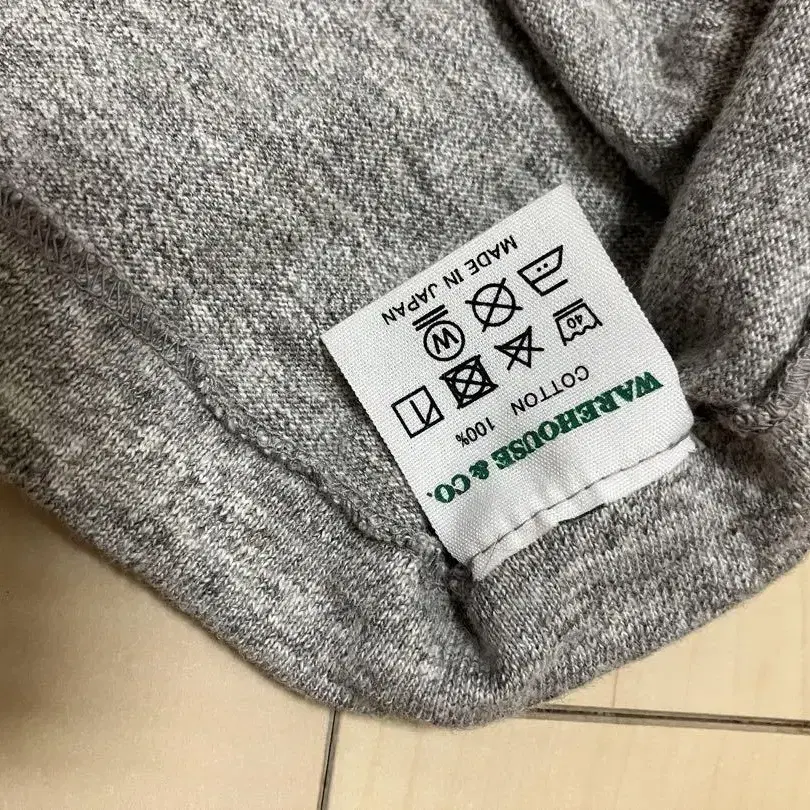 WAREHOUSE & CO.
COTTON 100%
40
W
MADE IN JAPAN